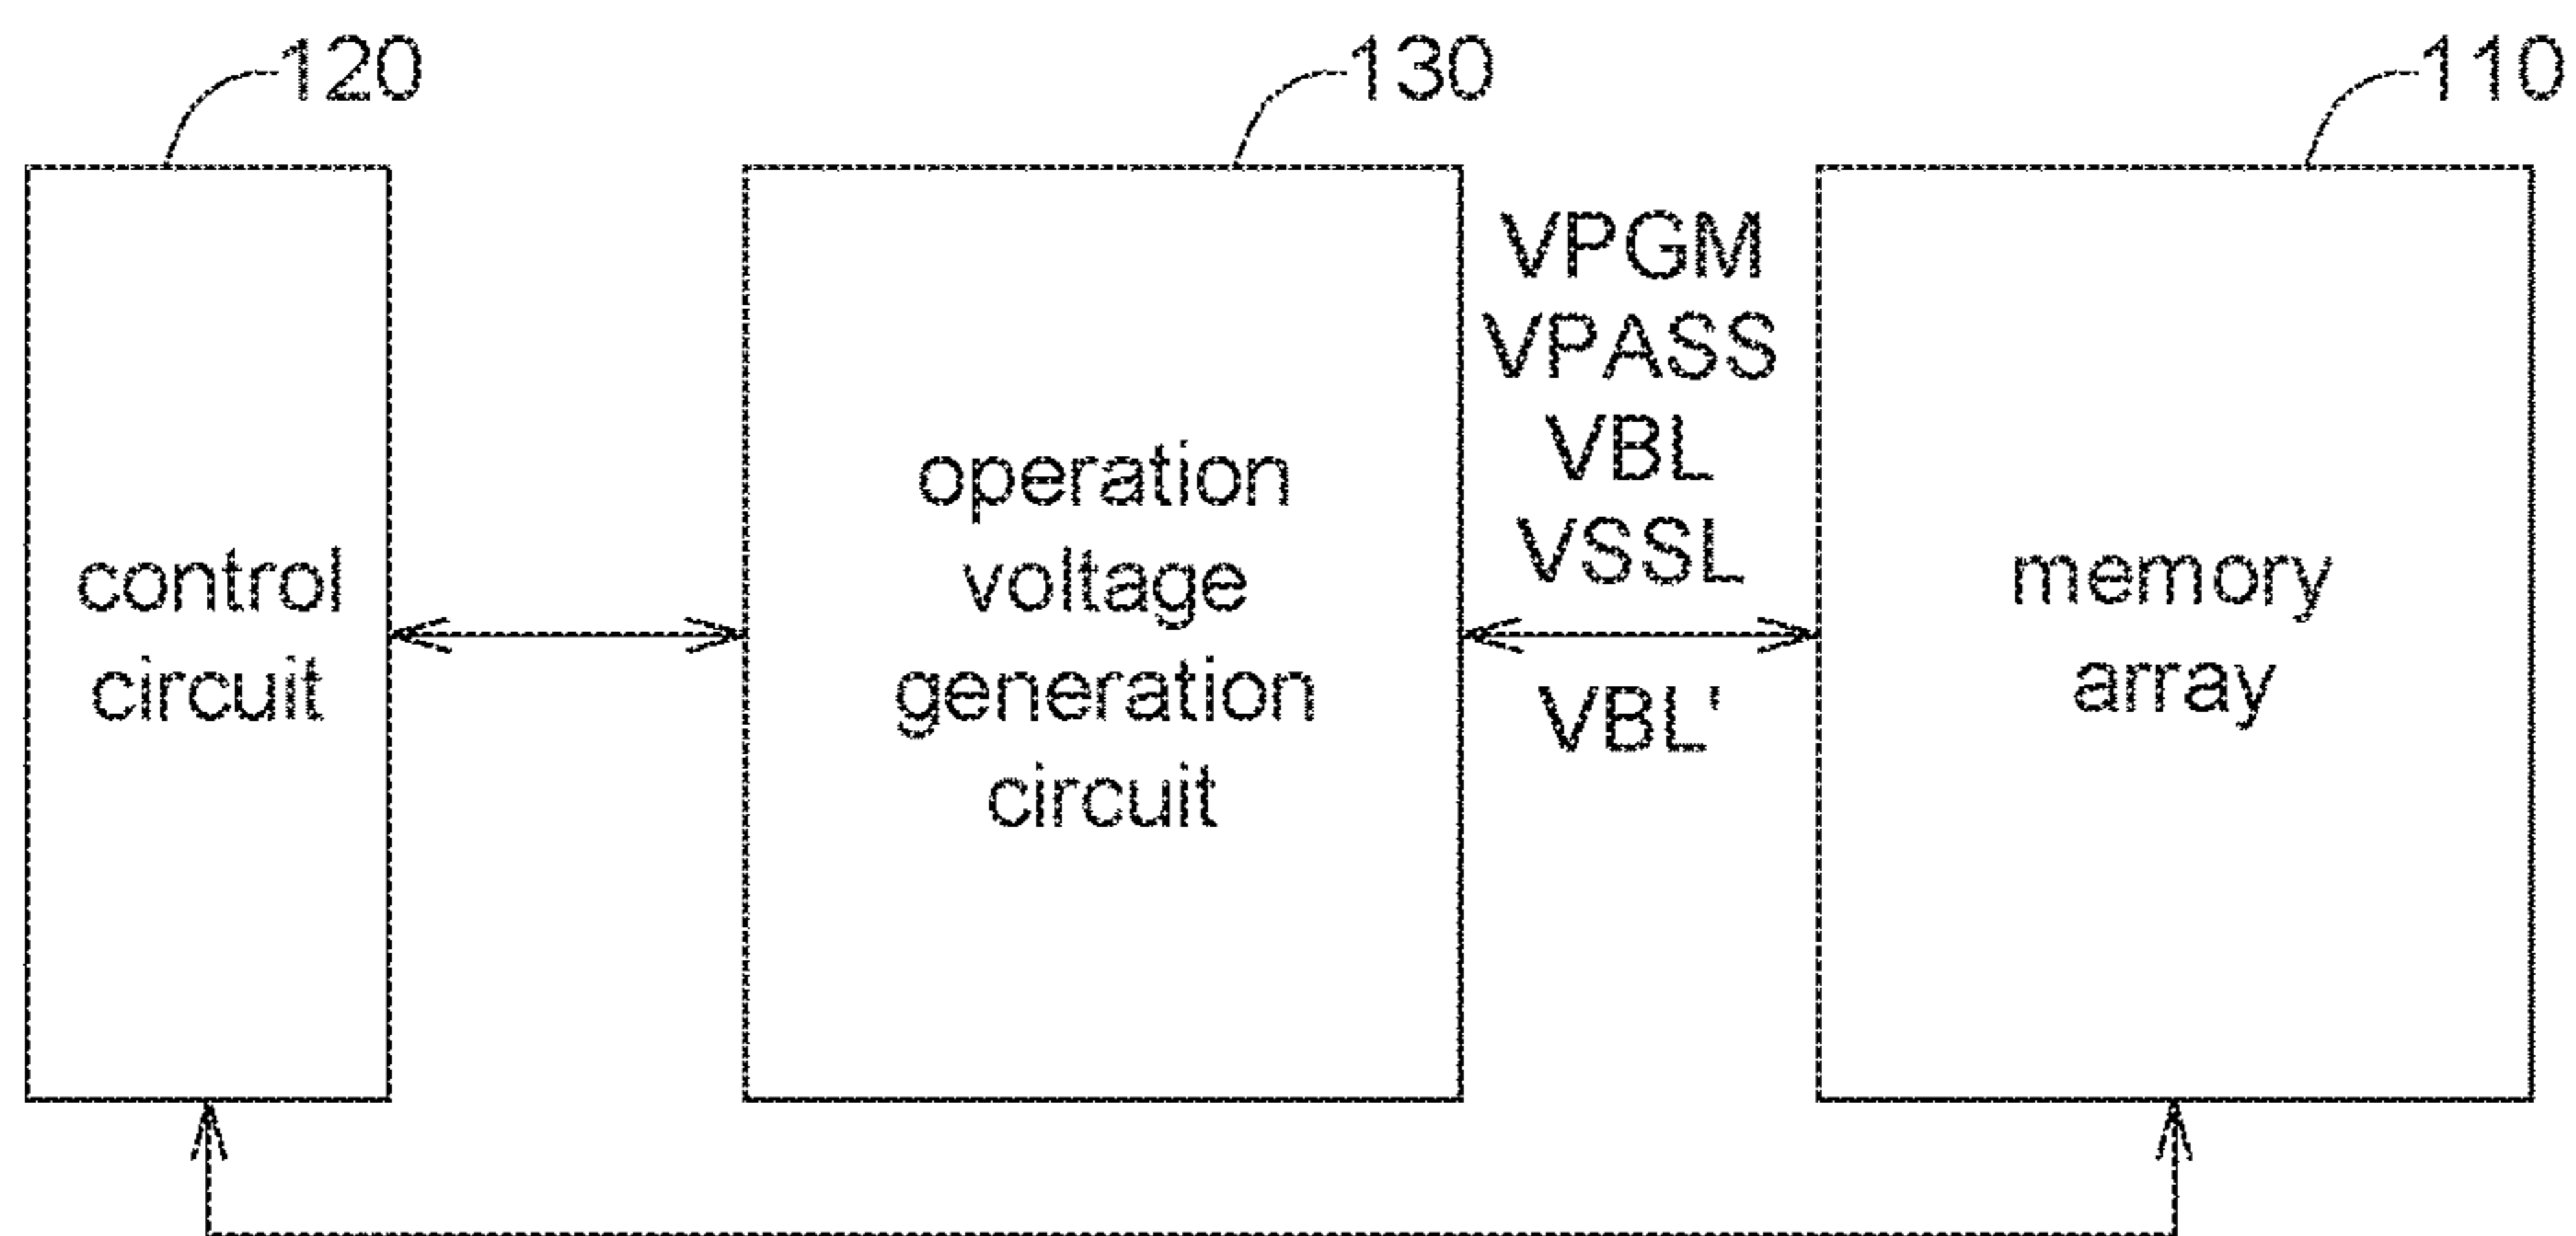 120
130
110
control
circuit
operation
voltage
generation
circuit
VPGM
VPASS
VBL
VSSL
VBL'
memory
array